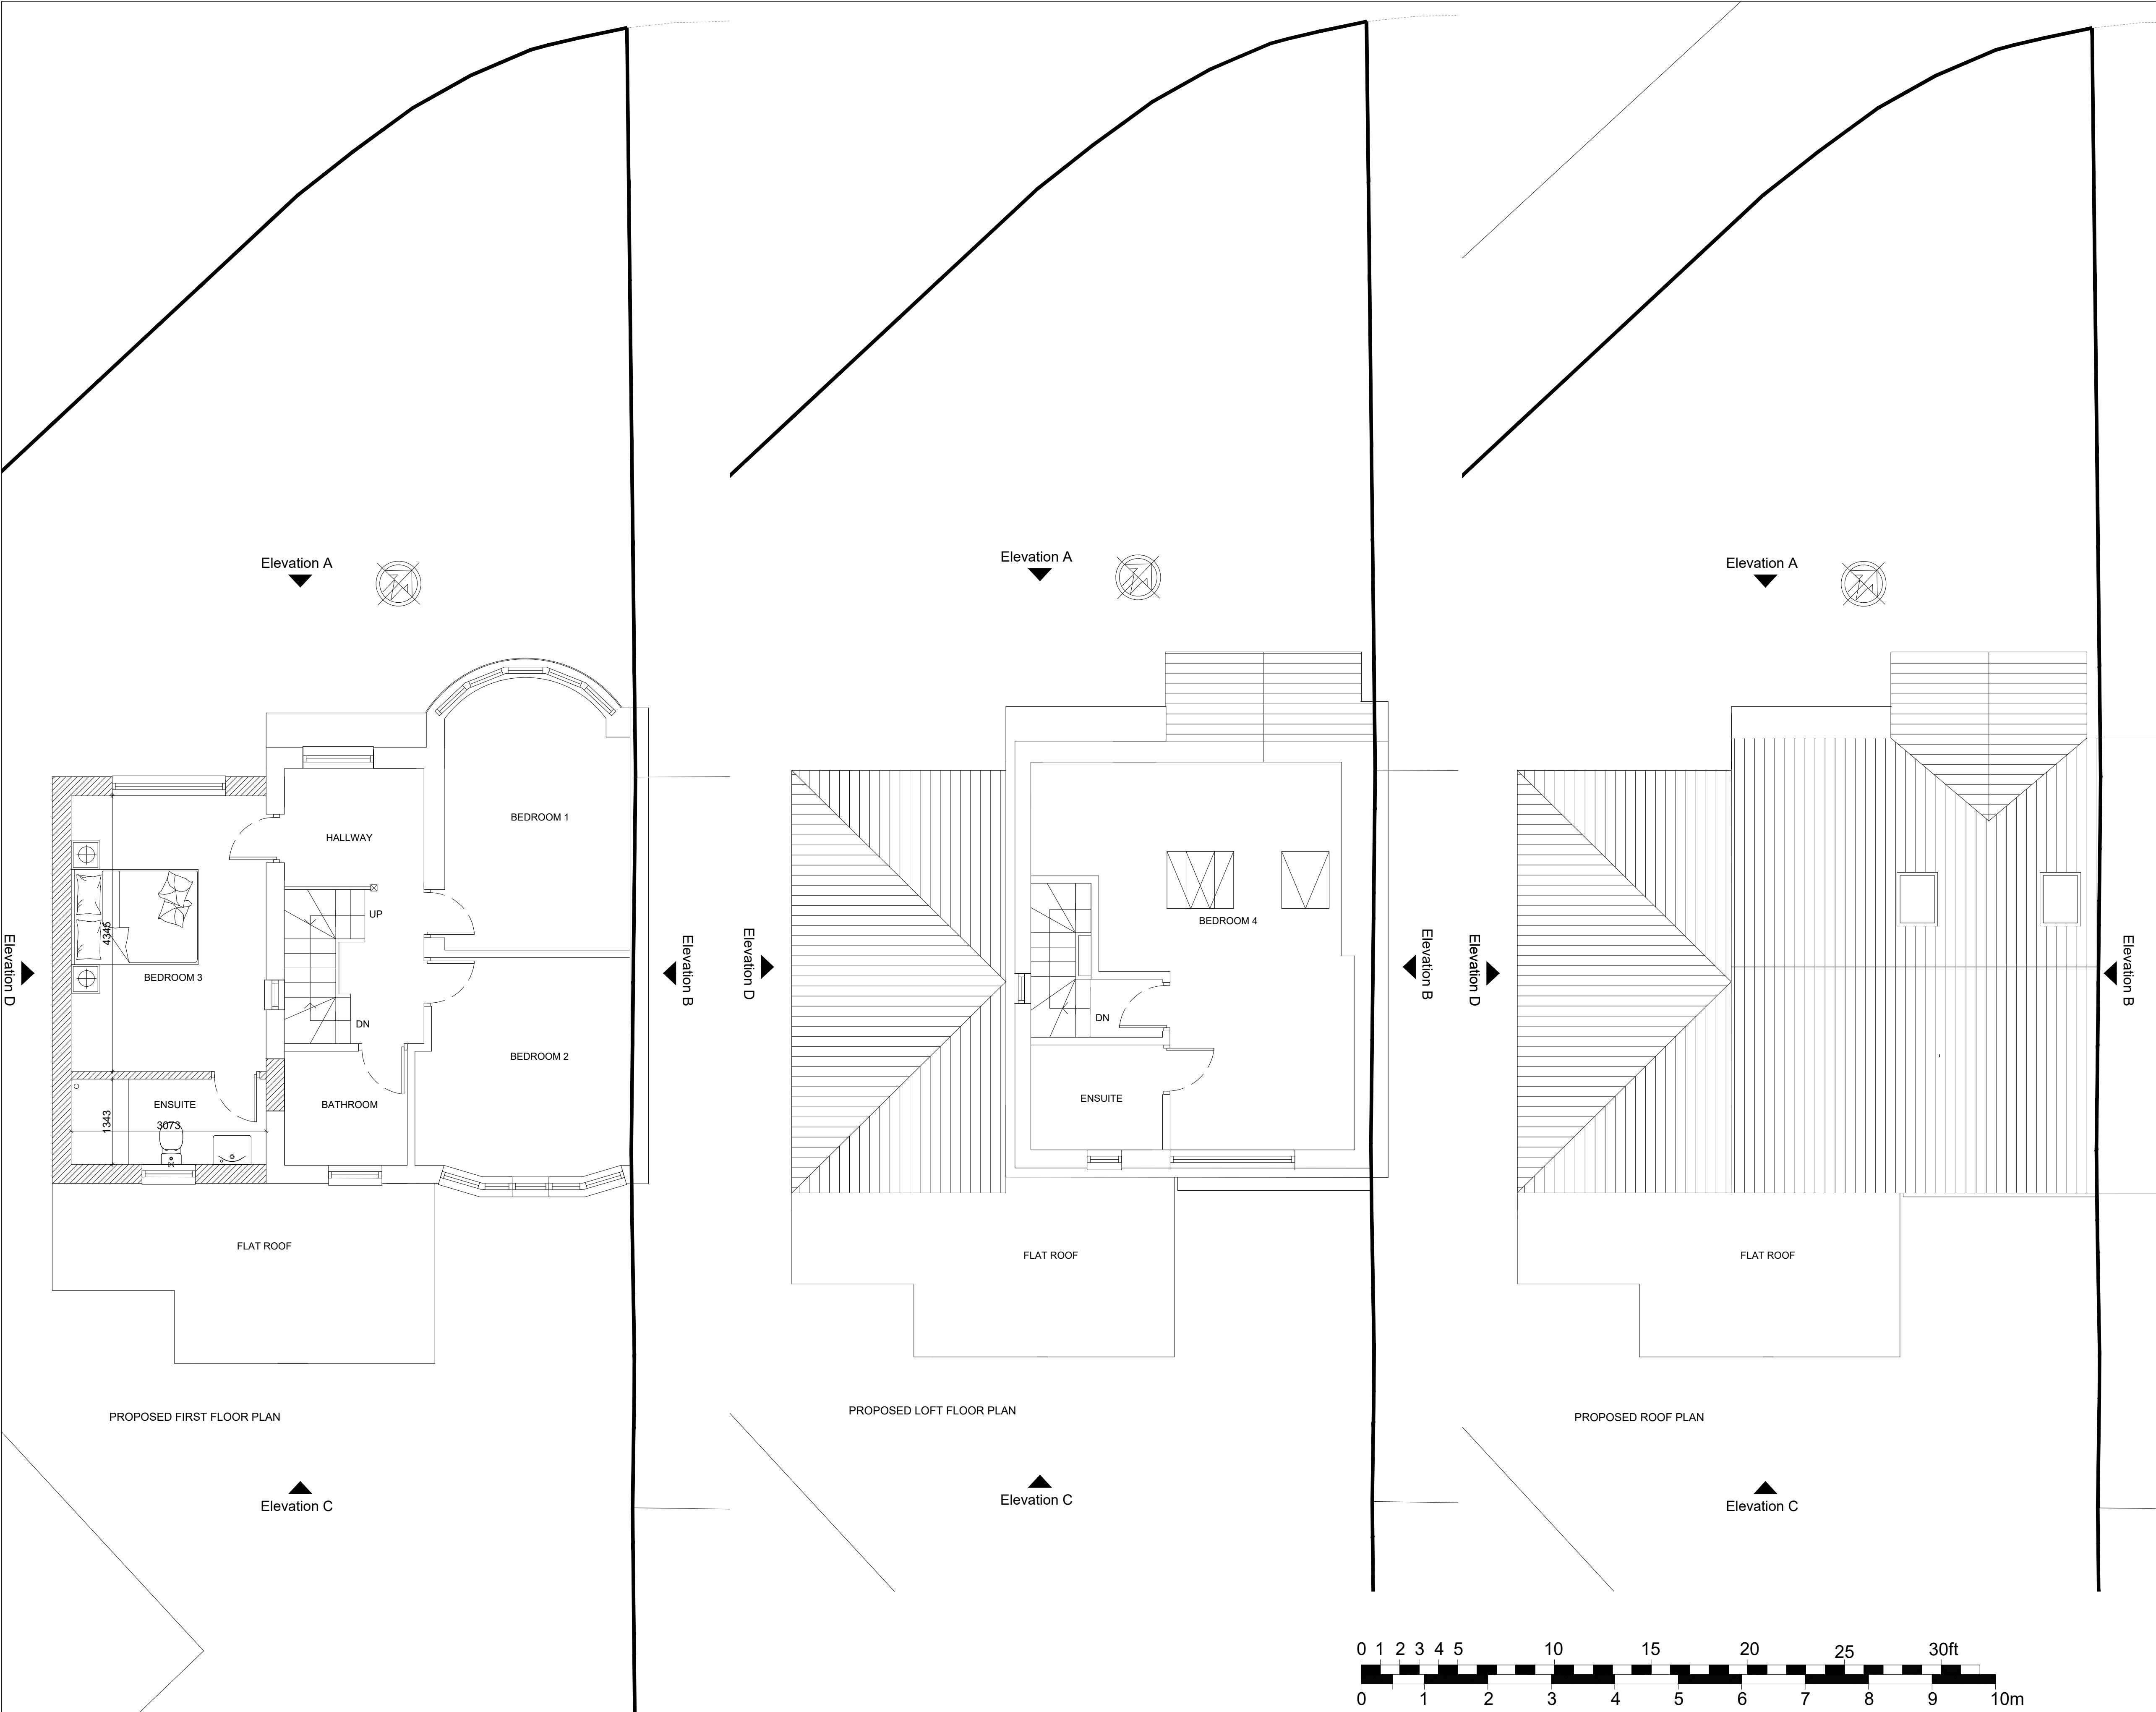 Elevation A
BEDROOM 1
HALLWAY
UP
4345
BEDROOM 3
Elevation D
Elevation B
DN
BEDROOM 2
1343
ENSUITE
3073
BATHROOM
FLAT ROOF
PROPOSED FIRST FLOOR PLAN
Elevation C
Elevation A
BEDROOM 4
Elevation D
Elevation B
DN
ENSUITE
FLAT ROOF
PROPOSED LOFT FLOOR PLAN
Elevation C
Elevation A
Elevation D
Elevation B
FLAT ROOF
PROPOSED ROOF PLAN
Elevation C
0 1 2 3 4 5 10 15 20 25 30ft
0 1 2 3 4 5 6 7 8 9 10m